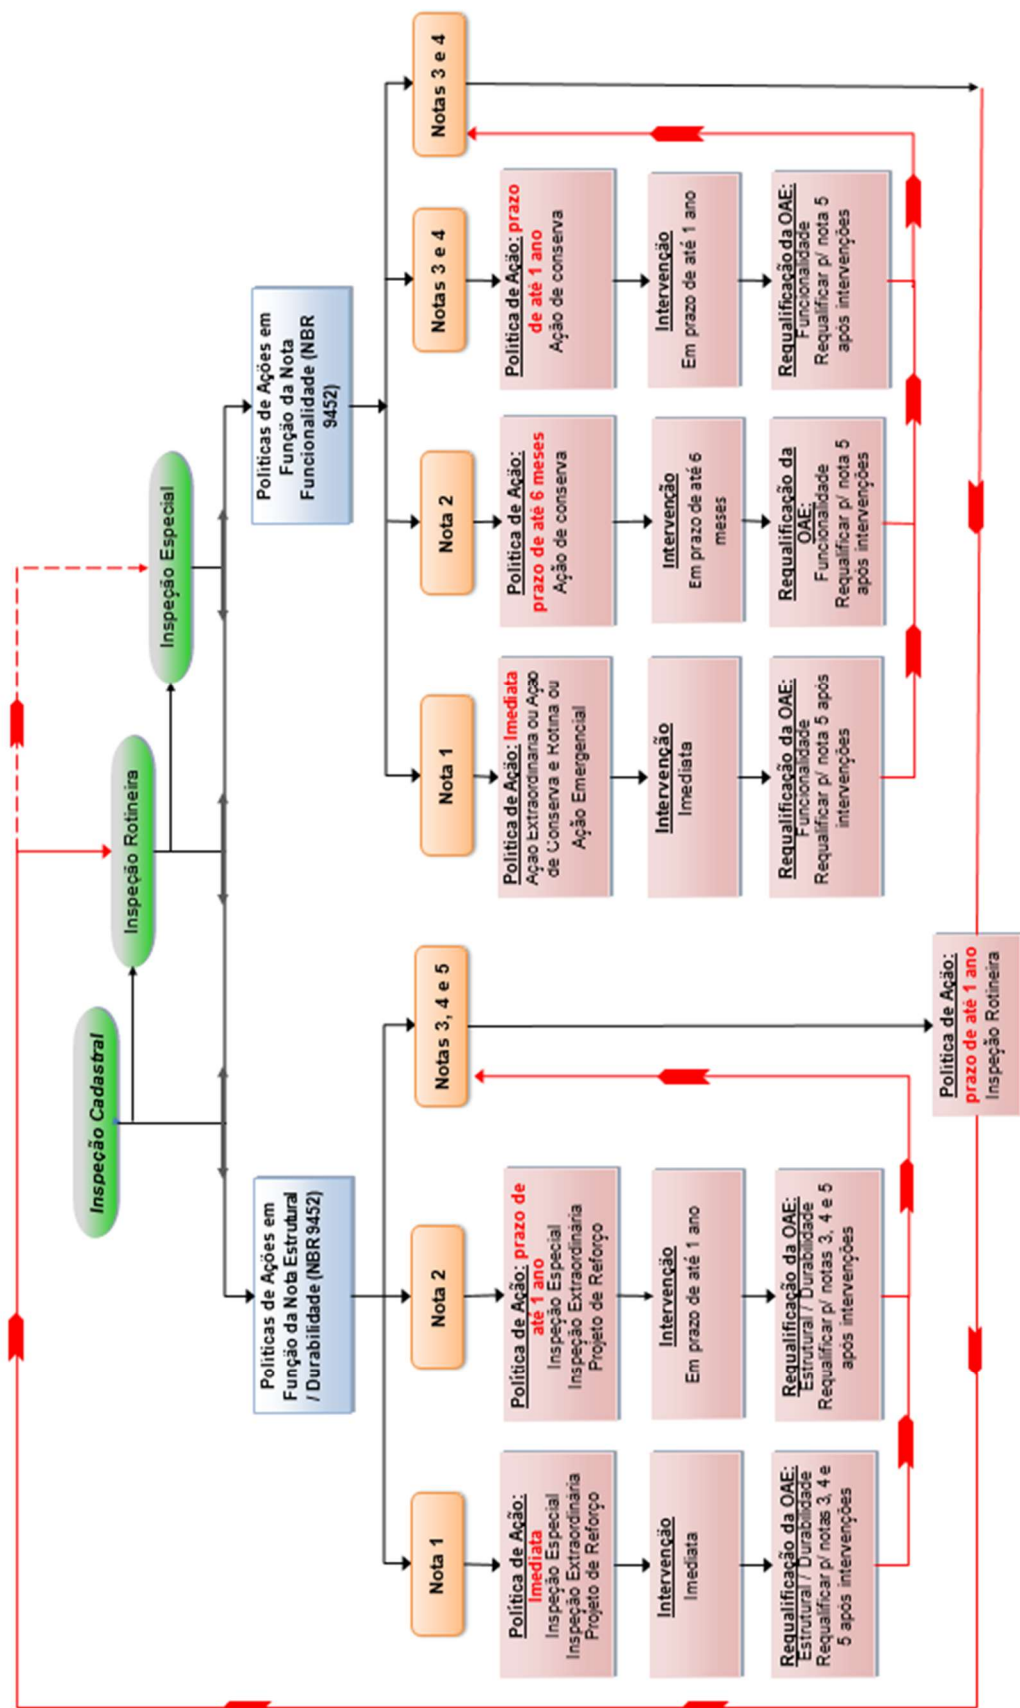 Inspeção Cadastral
Inspeção Rotineira
Inspeção Especial
Políticas de Ações em
Função da Nota Estrutural
/ Durabilidade (NBR 9452)
Políticas de Ações em
Função da Nota
Funcionalidade (NBR
9452)
Nota 1
Nota 2
Notas 3, 4 e 5
Nota 1
Nota 2
Notas 3 e 4
Notas 3 e 4
Política de Ação:
Imediata
Inspeção Especial
Inspeção Extraordinária
Projeto de Reforço
Política de Ação: prazo de
até 1 ano
Inspeção Especial
Inspeção Extraordinária
Projeto de Reforço
Política de Ação: Imediata
Ação Extraordinaria ou Ação
de Conserva e Rotina ou
Ação Emergencial
Política de Ação:
prazo de até 6 meses
Ação de conserva
Política de Ação: prazo
de até 1 ano
Ação de conserva
Intervenção
Imediata
Intervenção
Em prazo de até 1 ano
Intervenção
Imediata
Intervenção
Em prazo de até 6
meses
Intervenção
Em prazo de até 1 ano
Requalificação da OAE:
Estrutural / Durabilidade
Requalificar p/ notas 3, 4 e
5 após intervenções
Requalificação da OAE:
Estrutural / Durabilidade
Requalificar p/ notas 3, 4 e 5
após intervenções
Requalificação da OAE:
Funcionalidade
Requalificar p/ nota 5 após
intervenções
Requalificação da
OAE:
Funcionalidade
Requalificar p/ nota 5
após intervenções
Requalificação da OAE:
Funcionalidade
Requalificar p/ nota 5
após intervenções
Política de Ação:
prazo de até 1 ano
Inspeção Rotineira